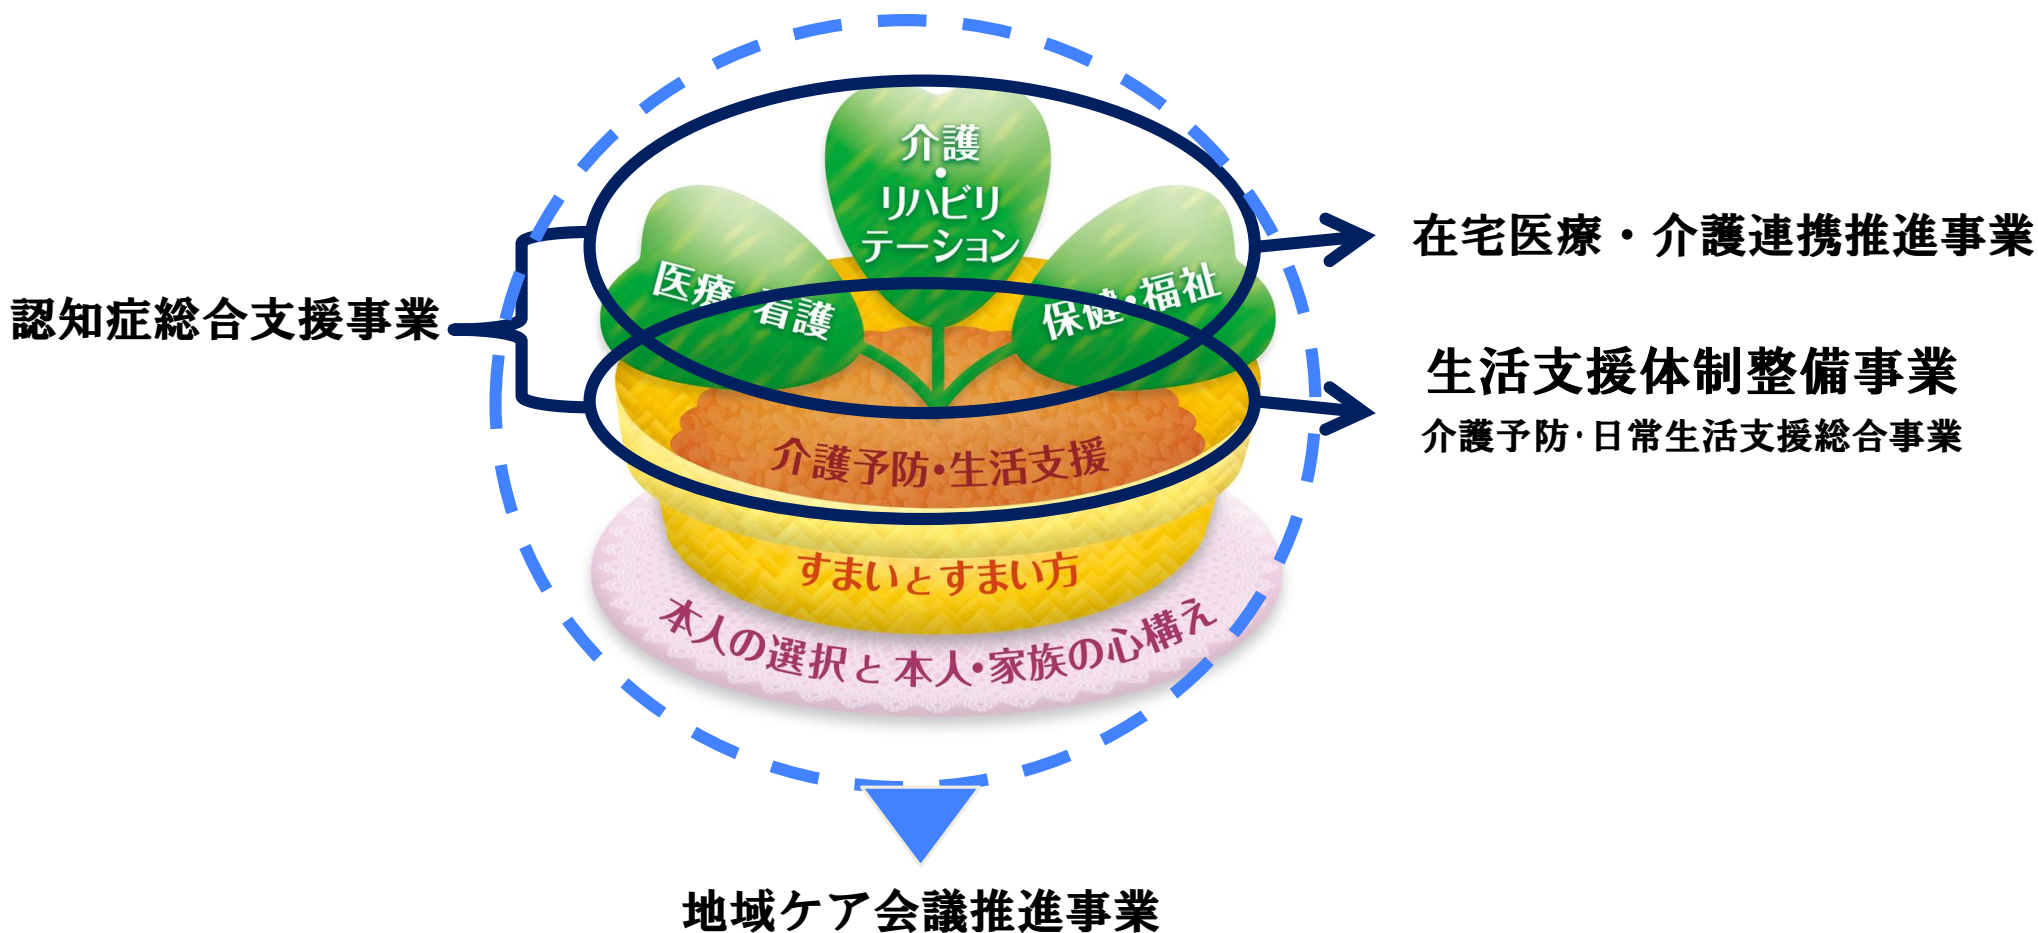 介護
・
リハビリ
テーション
医療・看護
保健・福祉
在宅医療・介護連携推進事業
認知症総合支援事業
生活支援体制整備事業
介護予防･日常生活支援総合事業
介護予防・生活支援
すまいとすまい方
本人の選択と本人・家族の心構え
地域ケア会議推進事業